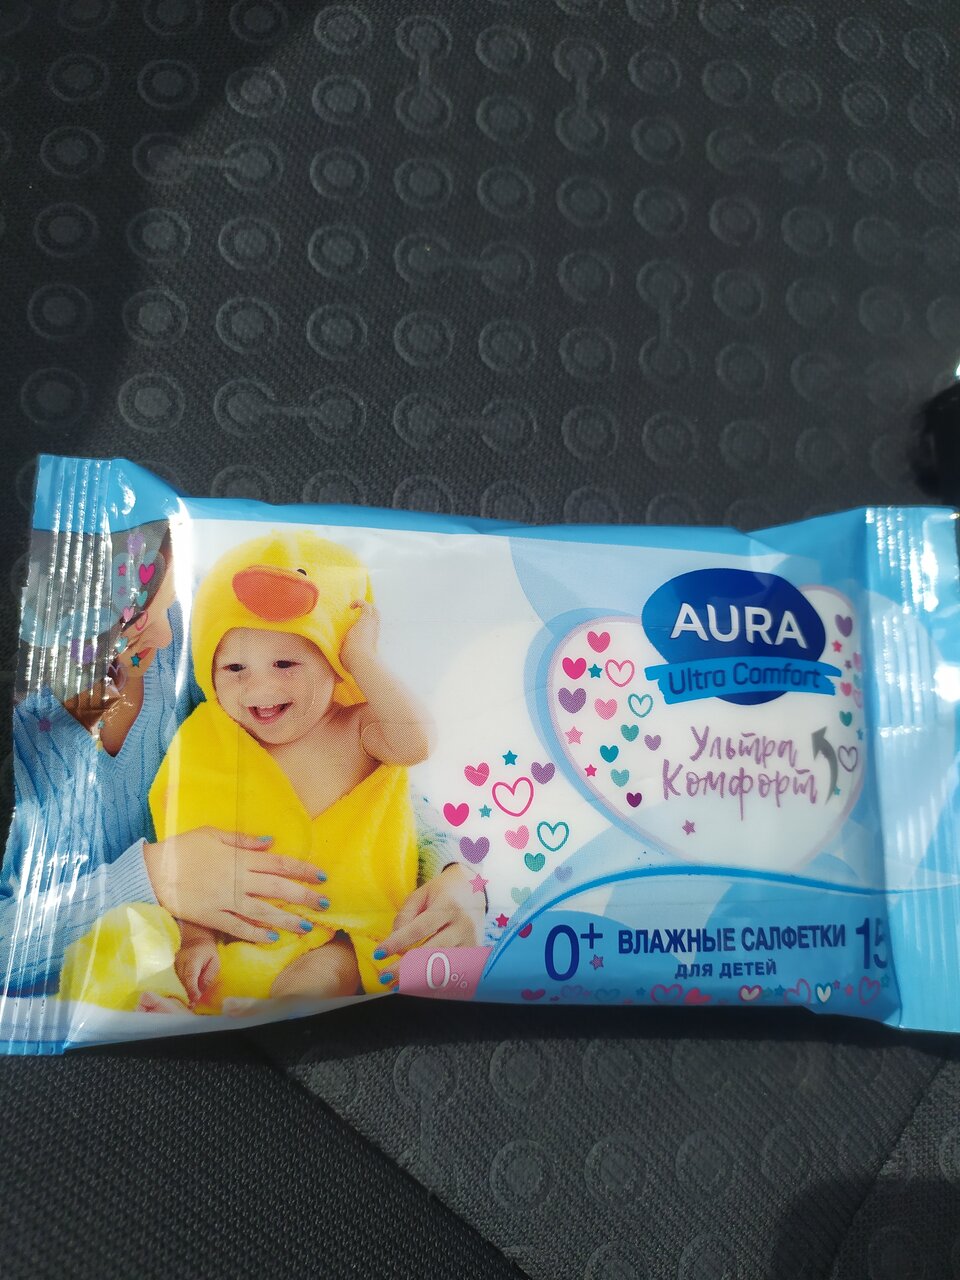 AURA
Ultra Comfort
Ультра
Комфорт
0+ ВЛАЖНЫЕ САЛФЕТКИ 15
ДЛЯ ДЕТЕЙ
0%